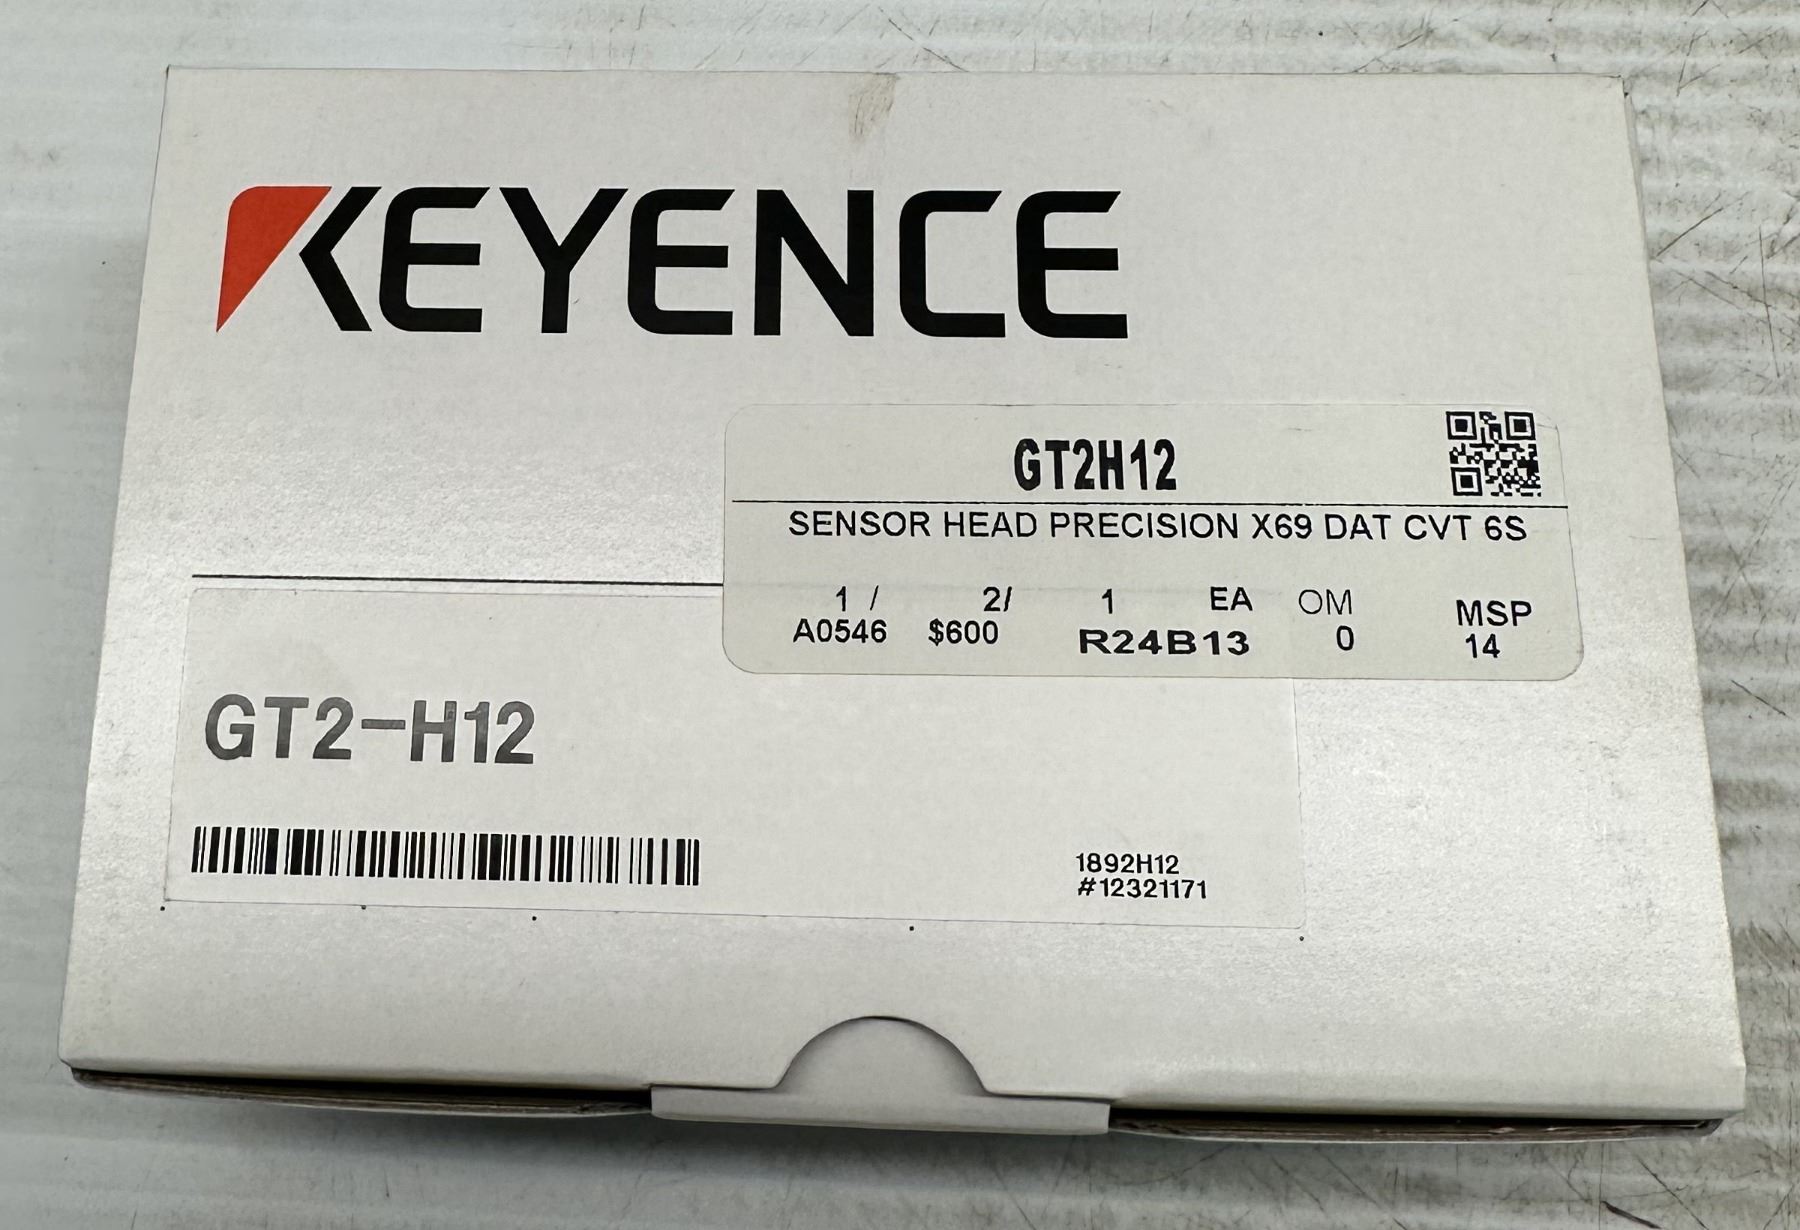 KEYENCE
GT2H12
SENSOR HEAD PRECISION X69 DAT CVT 6S
1 / 2/ 1 EA OM MSP
A0546 $600 R24B13 0 14
GT2-H12
1892H12
#12321171